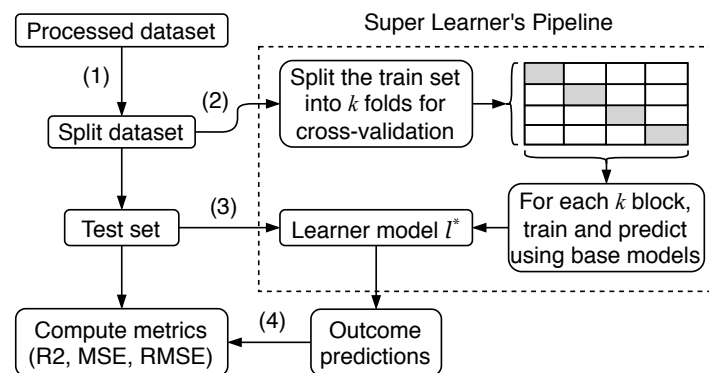 Super Learner's Pipeline
Processed dataset
(1)
(2)
Split the train set
into k folds for
cross-validation
Split dataset
(3)
Test set
Learner model l*
For each k block,
train and predict
using base models
(4)
Compute metrics
(R2, MSE, RMSE)
Outcome
predictions